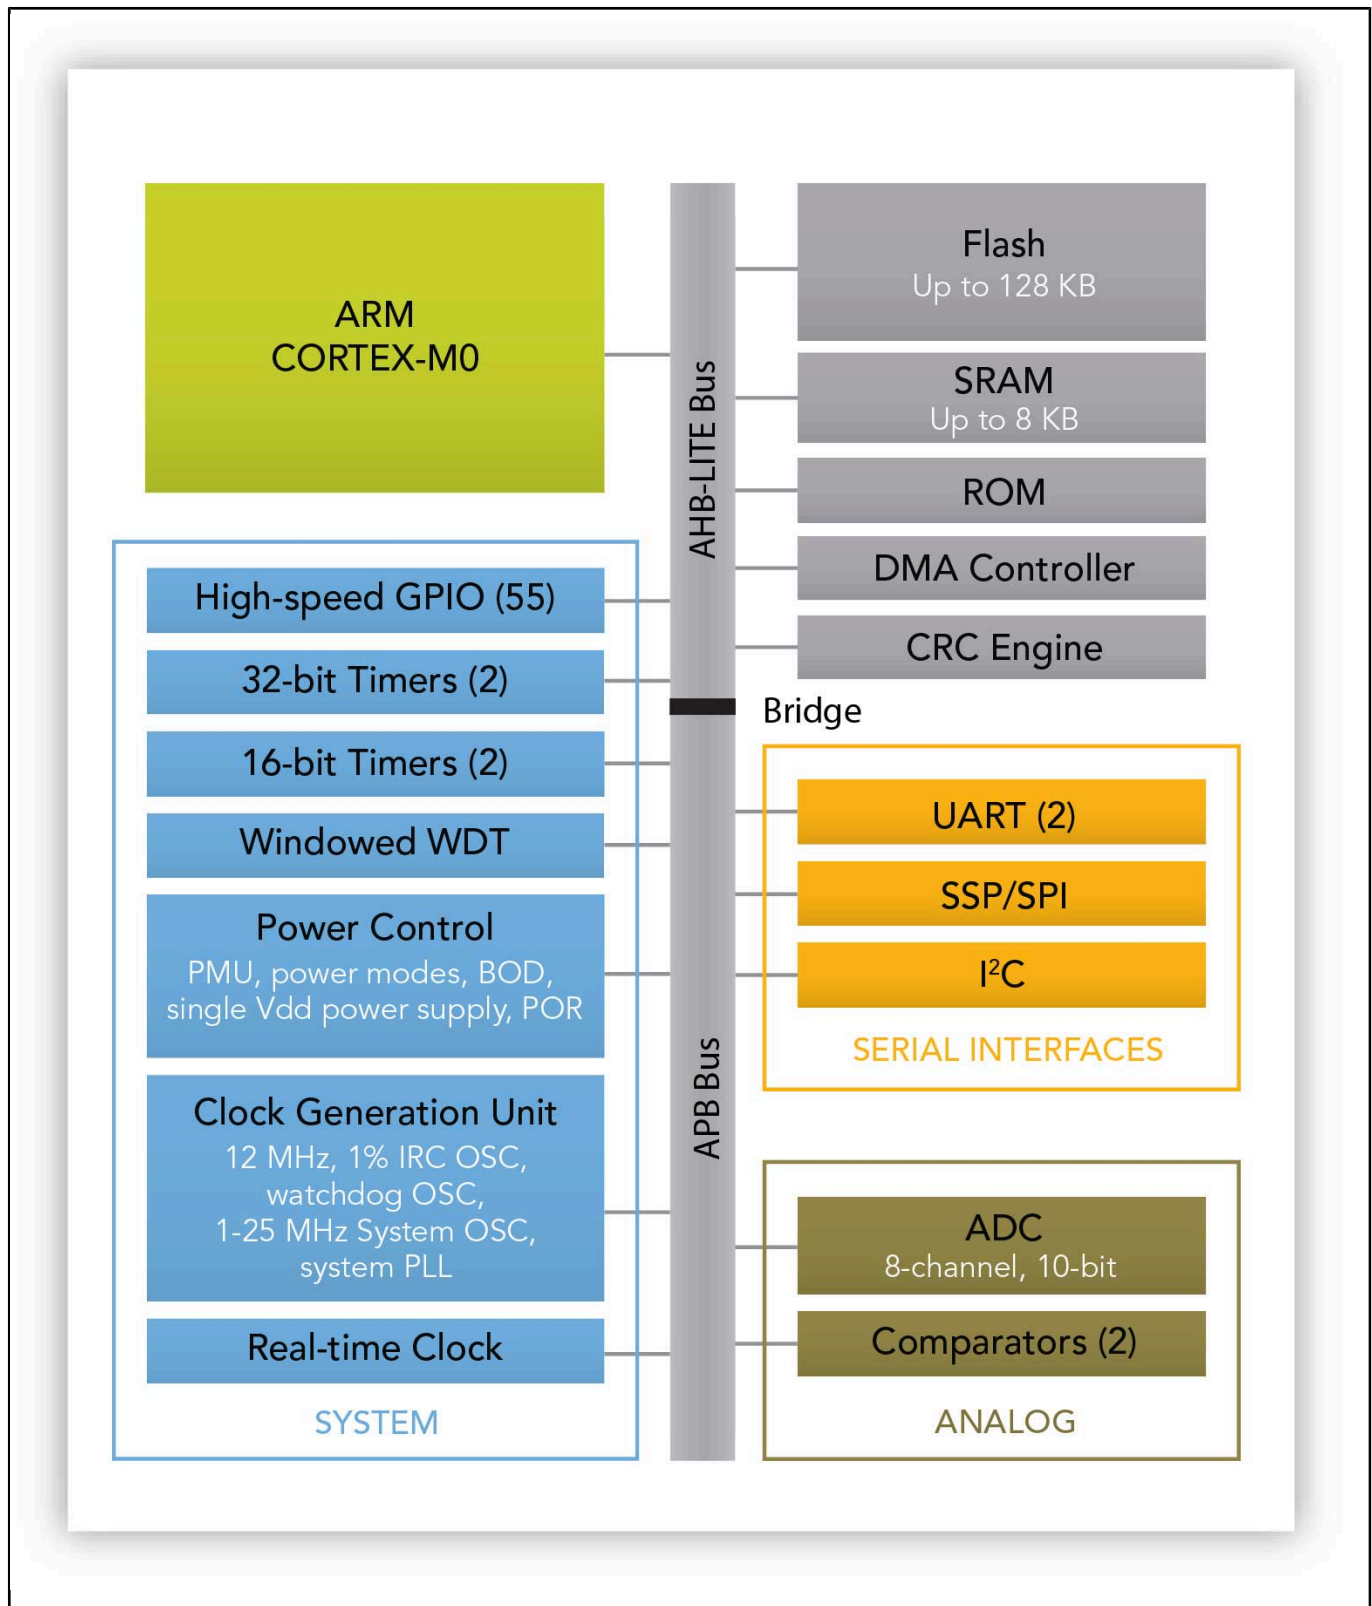 ARM
CORTEX-M0
AHB-LITE Bus
Flash
Up to 128 KB
SRAM
Up to 8 KB
ROM
DMA Controller
CRC Engine
Bridge
High-speed GPIO (55)
32-bit Timers (2)
16-bit Timers (2)
Windowed WDT
Power Control
PMU, power modes, BOD,
single Vdd power supply, POR
Clock Generation Unit
12 MHz, 1% IRC OSC,
watchdog OSC,
1-25 MHz System OSC,
system PLL
Real-time Clock
SYSTEM
APB Bus
UART (2)
SSP/SPI
I²C
SERIAL INTERFACES
ADC
8-channel, 10-bit
Comparators (2)
ANALOG